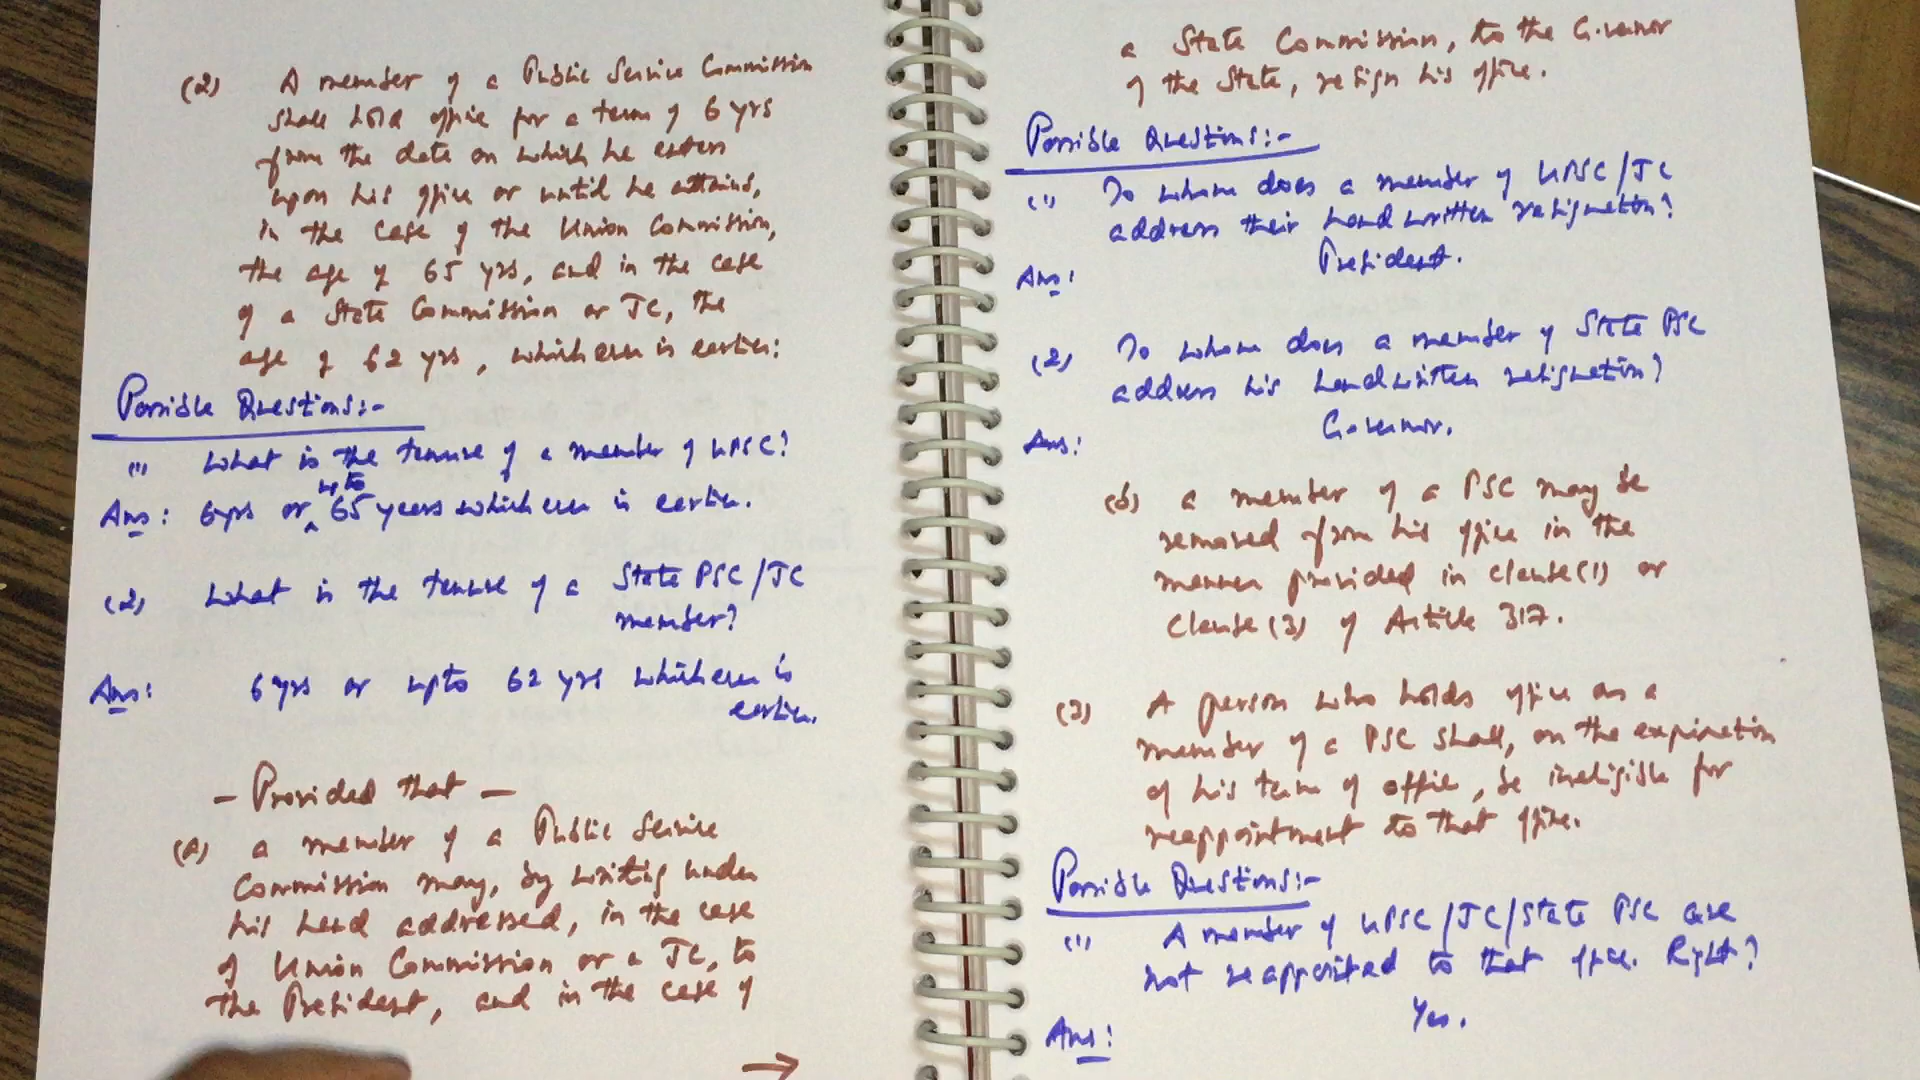 (2) A member of a Public Service Commission
shall hold office for a term of 6 yrs
from the date on which he enters
upon his office or until he attains,
in the case of the Union Commission,
the age of 65 yrs, and in the case
of a State Commission or JC, the
age of 62 yrs, whichever is earlier:
Possible Questions:-
(1) What is the tenure of a member of UPSC?
upto
Ans: 6yrs or ^ 65 years whichever is earlier.
(2) What is the tenure of a State PSC/JC
member?
Ans: 6 yrs or upto 62 yrs whichever is
earlier.
- Provided that -
(a) a member of a Public Service
Commission may, by writing under
his hand addressed, in the case
of Union Commission or a JC, to
the President, and in the case of
→
a State Commission, to the Governor
of the State, resign his office.
Possible Questions:-
(1) To whom does a member of UPSC/JC
address their handwritten resignation?
President.
Ans:
(2) To whom does a member of State PSC
address his handwritten resignation?
Governor.
Ans:
(b) a member of a PSC may be
removed from his office in the
manner provided in clause(1) or
clause(3) of Article 317.
(3) A person who holds office as a
member of a PSC shall, on the expiration
of his term of office, be ineligible for
reappointment to that office.
Possible Questions:-
(1) A member of UPSC/JC/State PSC are
not reappointed to that office. Right?
Yes.
Ans: